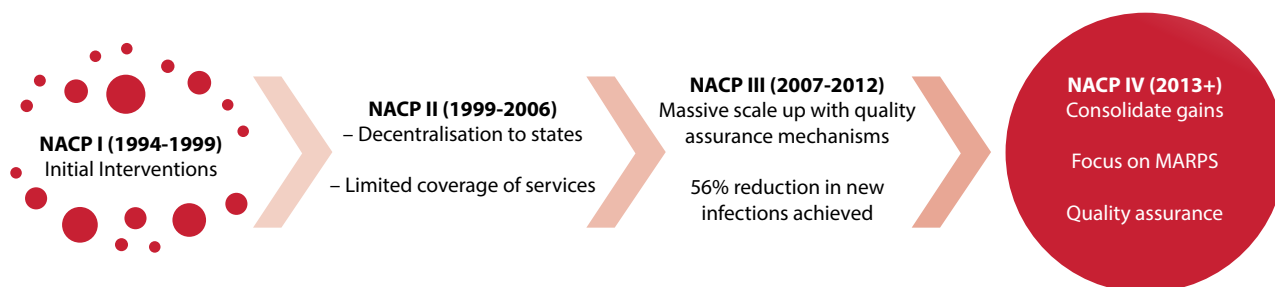 NACP I (1994-1999)
Initial Interventions
NACP II (1999-2006)
– Decentralisation to states
– Limited coverage of services
NACP III (2007-2012)
Massive scale up with quality
assurance mechanisms
56% reduction in new
infections achieved
NACP IV (2013+)
Consolidate gains
Focus on MARPS
Quality assurance